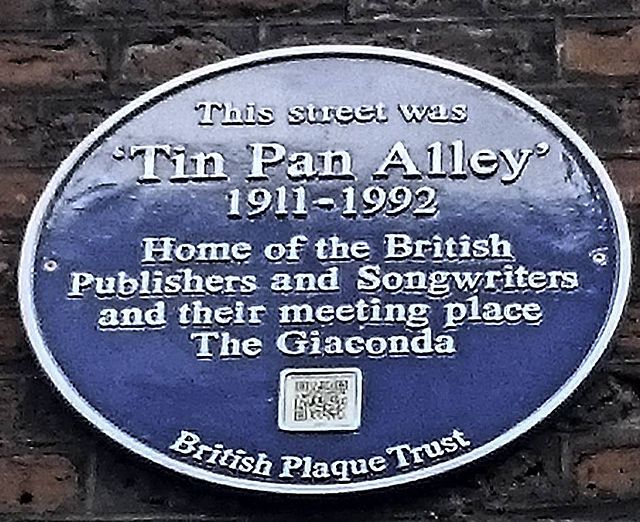 This street was
'Tin Pan Alley'
1911-1992
Home of the British
Publishers and Songwriters
and their meeting place
The Giaconda
British Plaque Trust